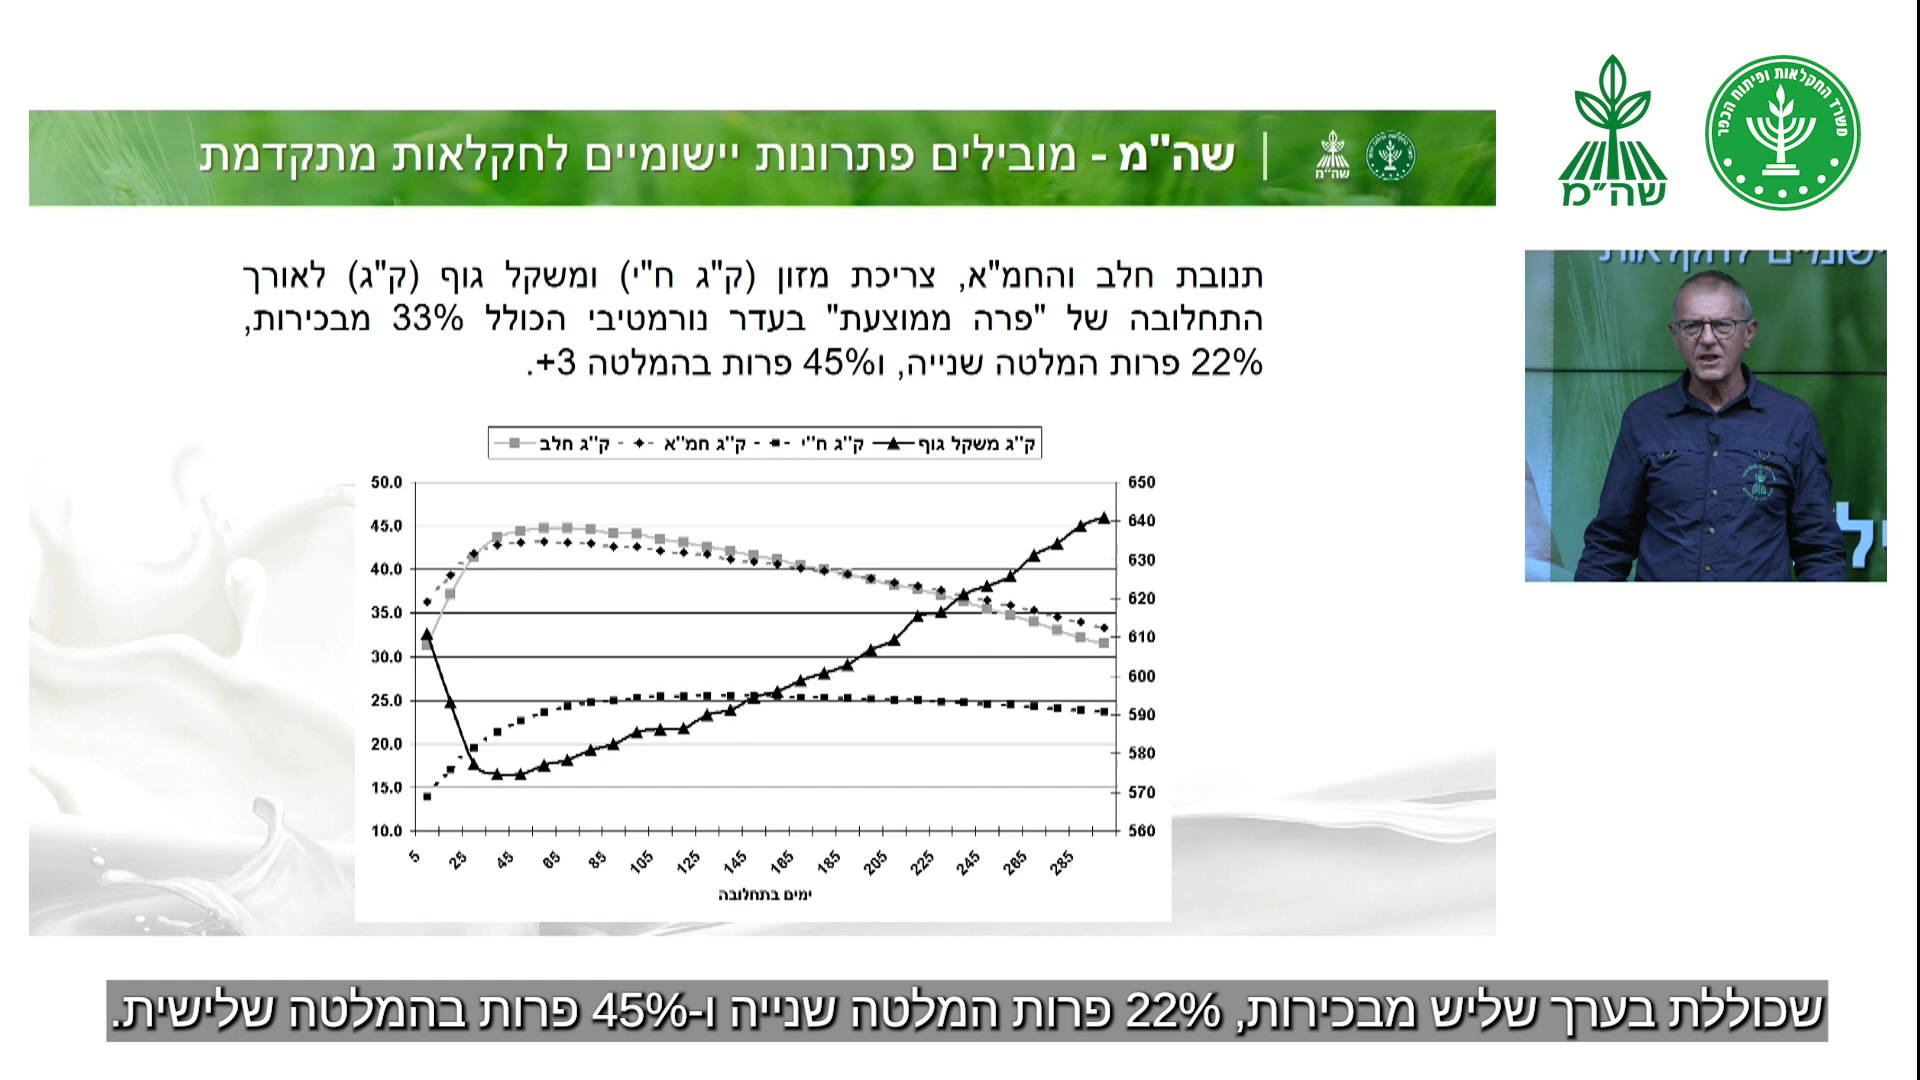 משרד החקלאות ופיתוח הכפר
שה״מ
שה"מ - מובילים פתרונות יישומיים לחקלאות מתקדמת
שה"מ
תנובת חלב והחמ"א, צריכת מזון (ק"ג ח"י) ומשקל גוף (ק"ג) לאורך
התחלובה של "פרה ממוצעת" בעדר נורמטיבי הכולל 33% מבכירות,
22% פרות המלטה שנייה, ו45% פרות בהמלטה 3+.
ק"ג חלב ק"ג חמ"א ק"ג ח"י ק"ג משקל גוף
50.0
45.0
40.0
35.0
30.0
25.0
20.0
15.0
10.0
650
640
630
620
610
600
590
580
570
560
5 25 45 65 85 105 125 145 165 185 205 225 245 265 285
ימים בתחלובה
שכוללת בערך שליש מבכירות, 22% פרות המלטה שנייה ו-45% פרות בהמלטה שלישית.